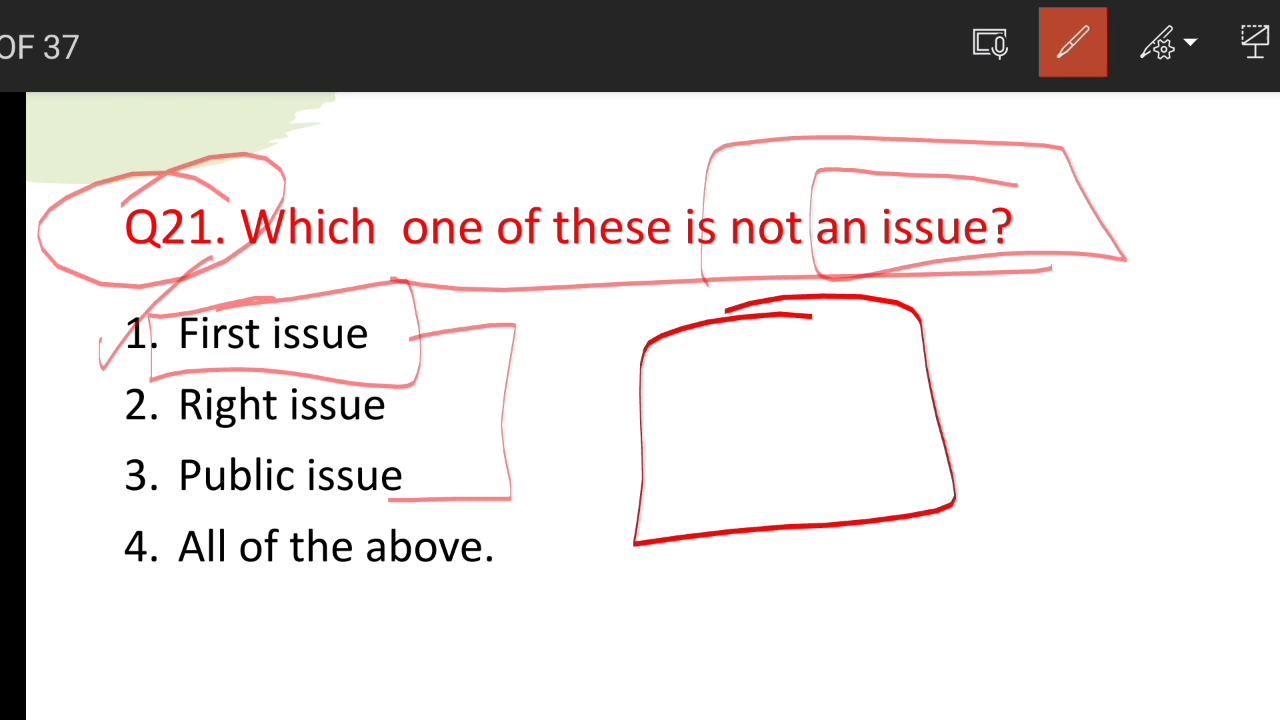 OF 37
Q21. Which one of these is not an issue?
1. First issue
2. Right issue
3. Public issue
4. All of the above.